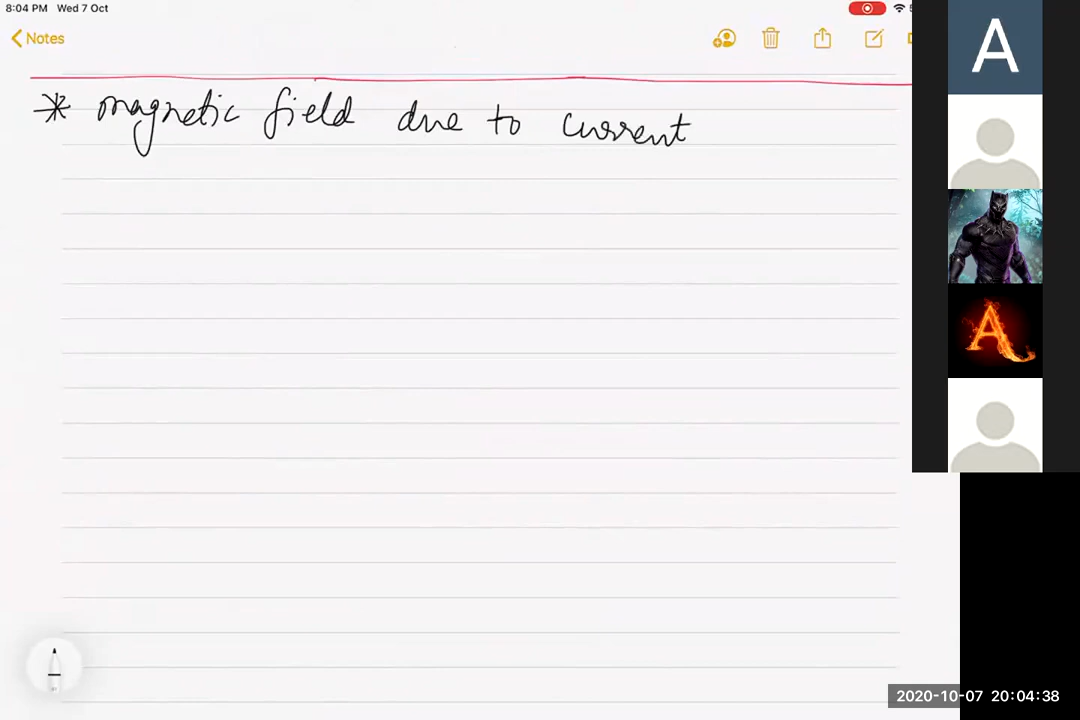 8:04 PM Wed 7 Oct
Notes
* magnetic field due to current
A
A
2020-10-07 20:04:38